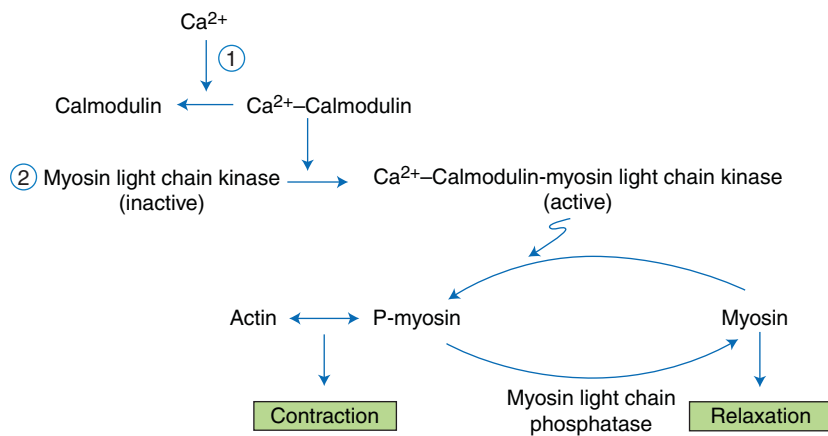 Ca²⁺
①
Calmodulin
Ca²⁺–Calmodulin
② Myosin light chain kinase
(inactive)
Ca²⁺–Calmodulin-myosin light chain kinase
(active)
Actin
P-myosin
Myosin
Myosin light chain
phosphatase
Contraction
Relaxation